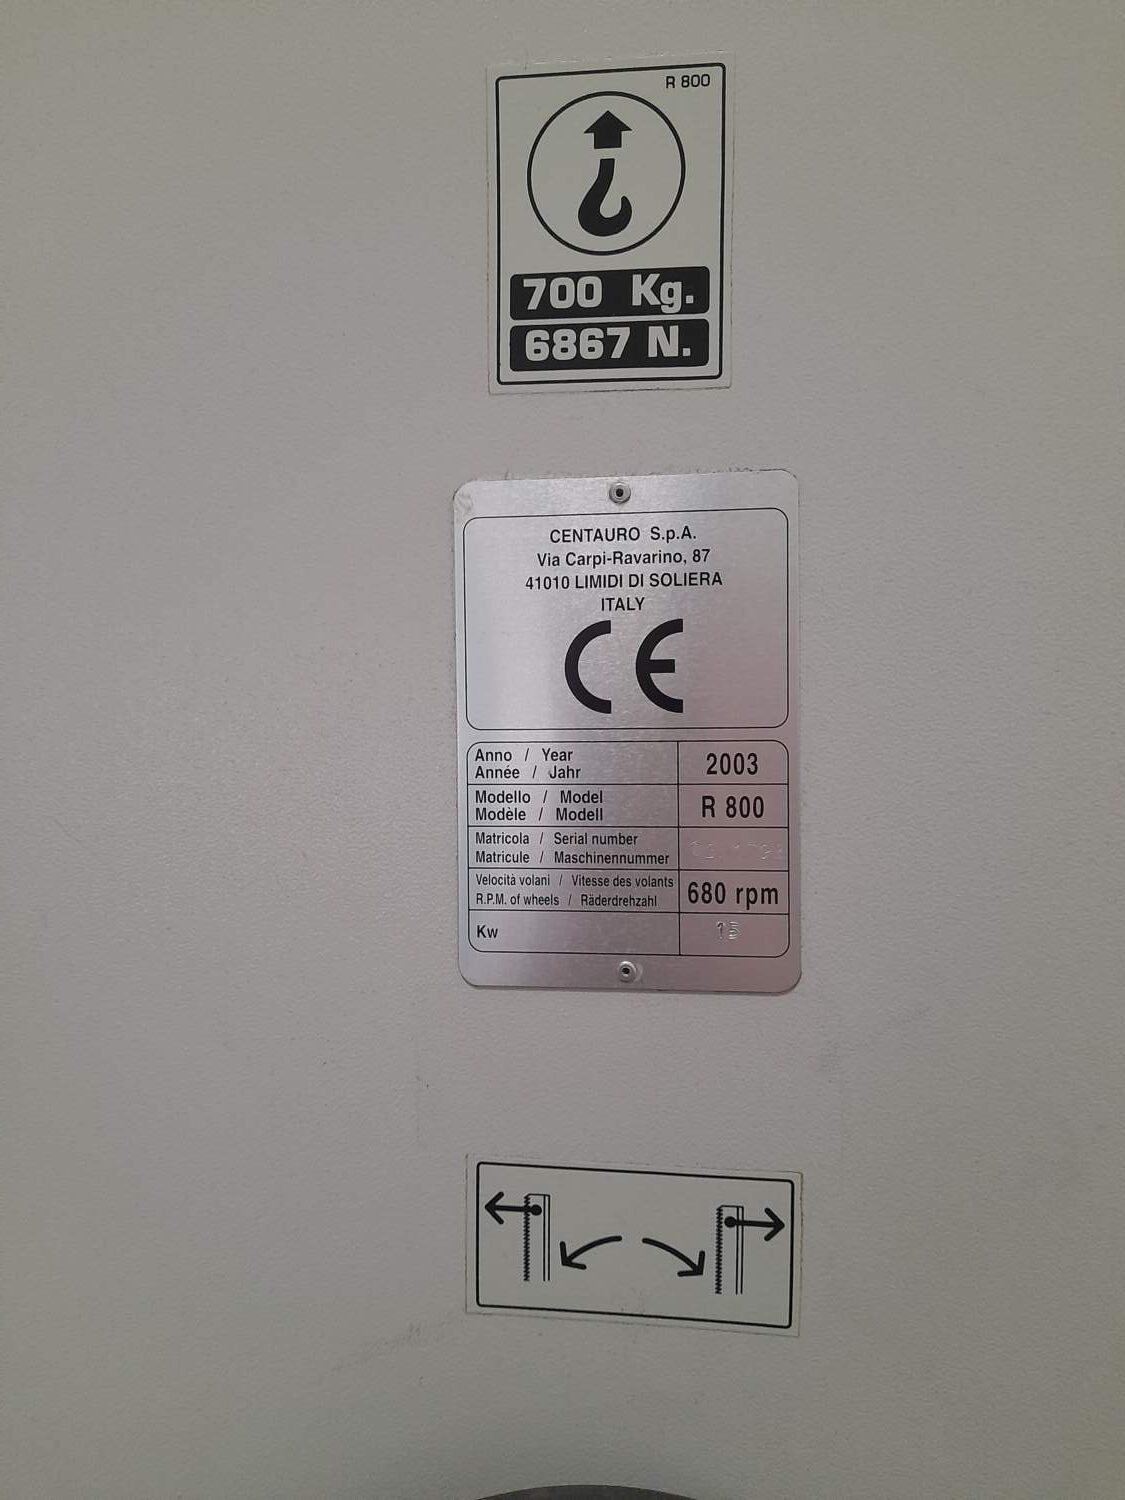 R 800
700 Kg.
6867 N.
CENTAURO S.p.A.
Via Carpi-Ravarino, 87
41010 LIMIDI DI SOLIERA
ITALY
CE
Anno / Year
Année / Jahr
2003
Modello / Model
Modèle / Modell
R 800
Matricola / Serial number
Matricule / Maschinennummer
Velocità volani / Vitesse des volants
R.P.M. of wheels / Räderdrehzahl
680 rpm
Kw
15